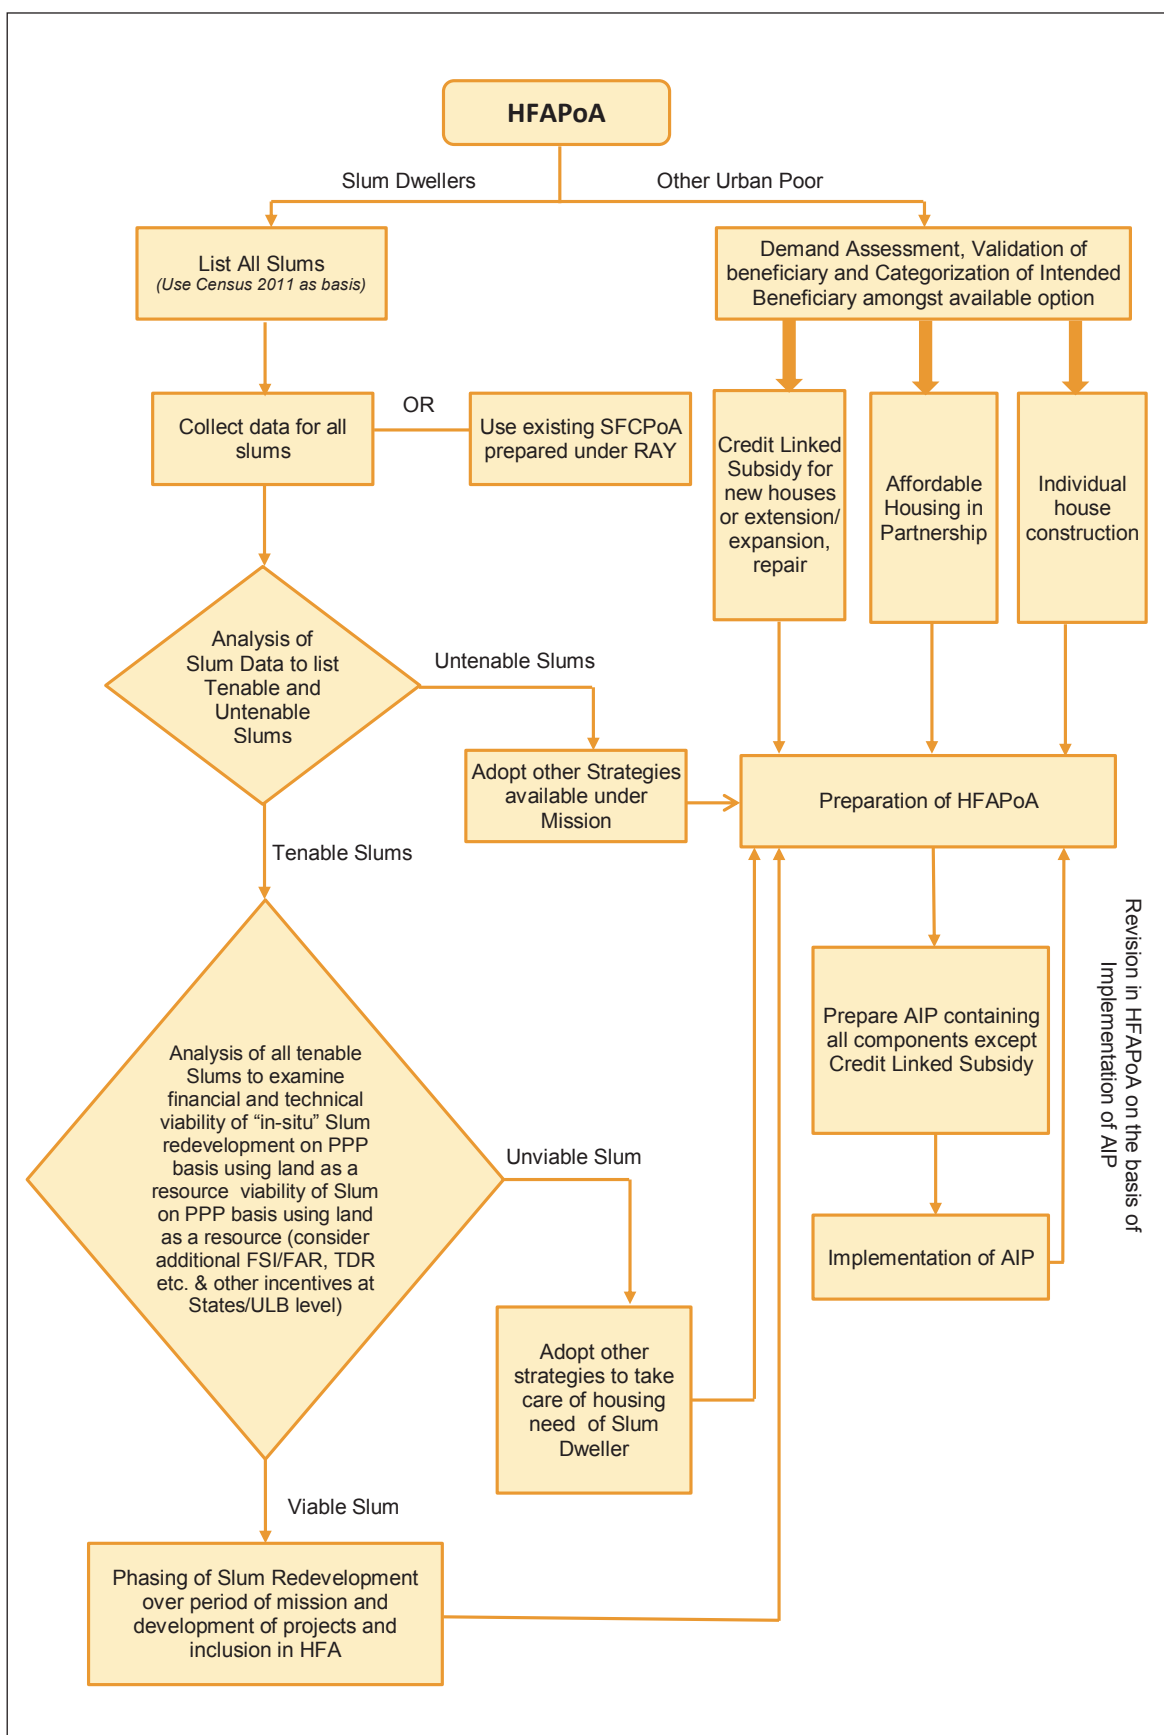 HFAPoA
Slum Dwellers
Other Urban Poor
List All Slums
(Use Census 2011 as basis)
Demand Assessment, Validation of
beneficiary and Categorization of Intended
Beneficiary amongst available option
Collect data for all
slums
OR
Use existing SFCPoA
prepared under RAY
Credit Linked
Subsidy for
new houses
or extension/
expansion,
repair
Affordable
Housing in
Partnership
Individual
house
construction
Analysis of
Slum Data to list
Tenable and
Untenable
Slums
Untenable Slums
Adopt other Strategies
available under
Mission
Preparation of HFAPoA
Tenable Slums
Prepare AIP containing
all components except
Credit Linked Subsidy
Revision in HFAPoA on the basis of
Implementation of AIP
Analysis of all tenable
Slums to examine
financial and technical
viability of “in-situ” Slum
redevelopment on PPP
basis using land as a
resource  viability of Slum
on PPP basis using land
as a resource (consider
additional FSI/FAR, TDR
etc. & other incentives at
States/ULB level)
Unviable Slum
Implementation of AIP
Adopt other
strategies to take
care of housing
need  of Slum
Dweller
Viable Slum
Phasing of Slum Redevelopment
over period of mission and
development of projects and
inclusion in HFA